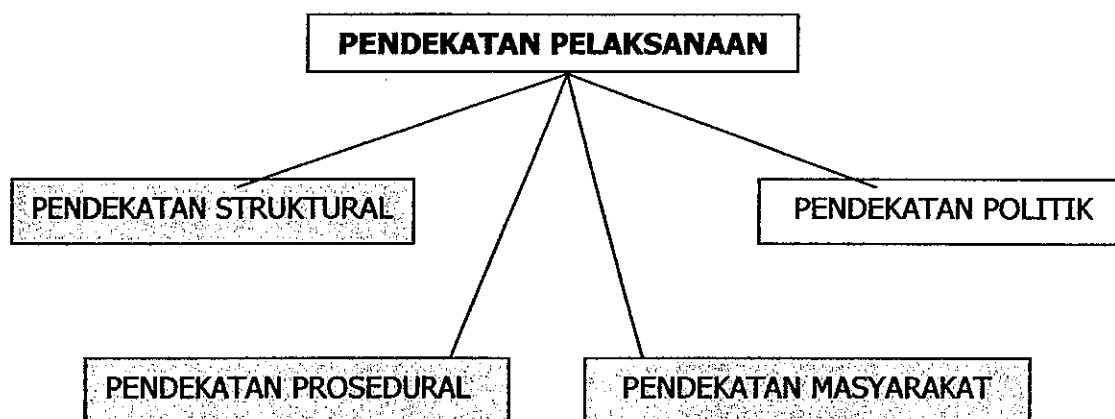 PENDEKATAN PELAKSANAAN
PENDEKATAN STRUKTURAL
PENDEKATAN POLITIK
PENDEKATAN PROSEDURAL
PENDEKATAN MASYARAKAT